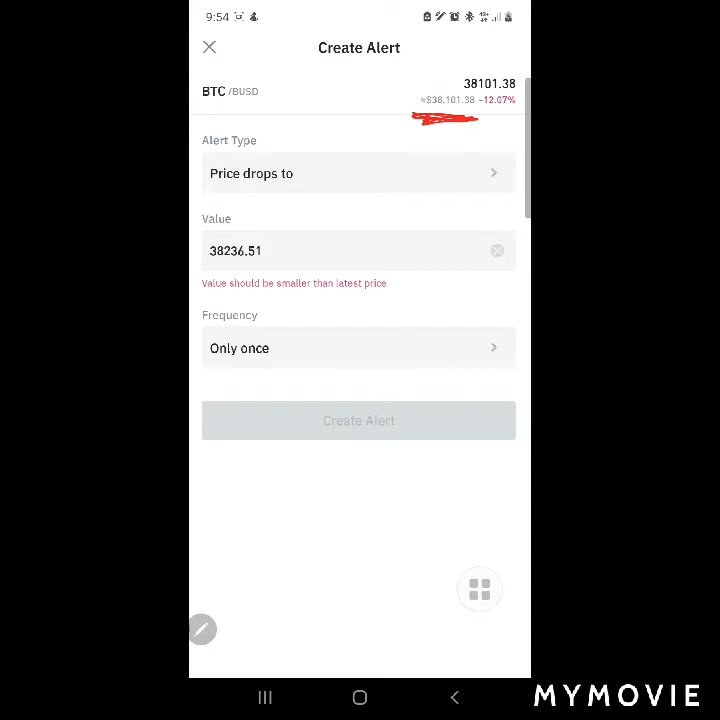 9:54
Create Alert
38101.38
BTC /BUSD
≈$38,101.38 -12.07%
Alert Type
Price drops to
Value
38236.51
Value should be smaller than latest price
Frequency
Only once
Create Alert
MYMOVIE